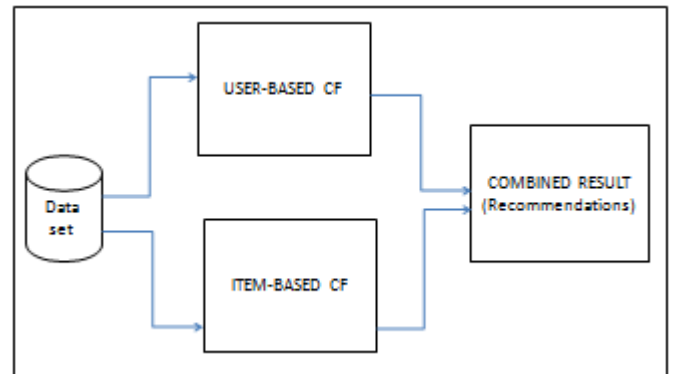 USER-BASED CF
Data
set
COMBINED RESULT
(Recommendations)
ITEM-BASED CF